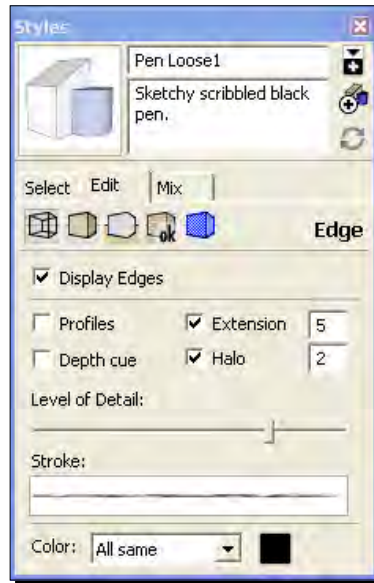 Styles
Pen Loose1
Sketchy scribbled black
pen.
Select Edit Mix
ok
Edge
Display Edges
Profiles Extension 5
Depth cue Halo 2
Level of Detail:
Stroke:
Color: All same